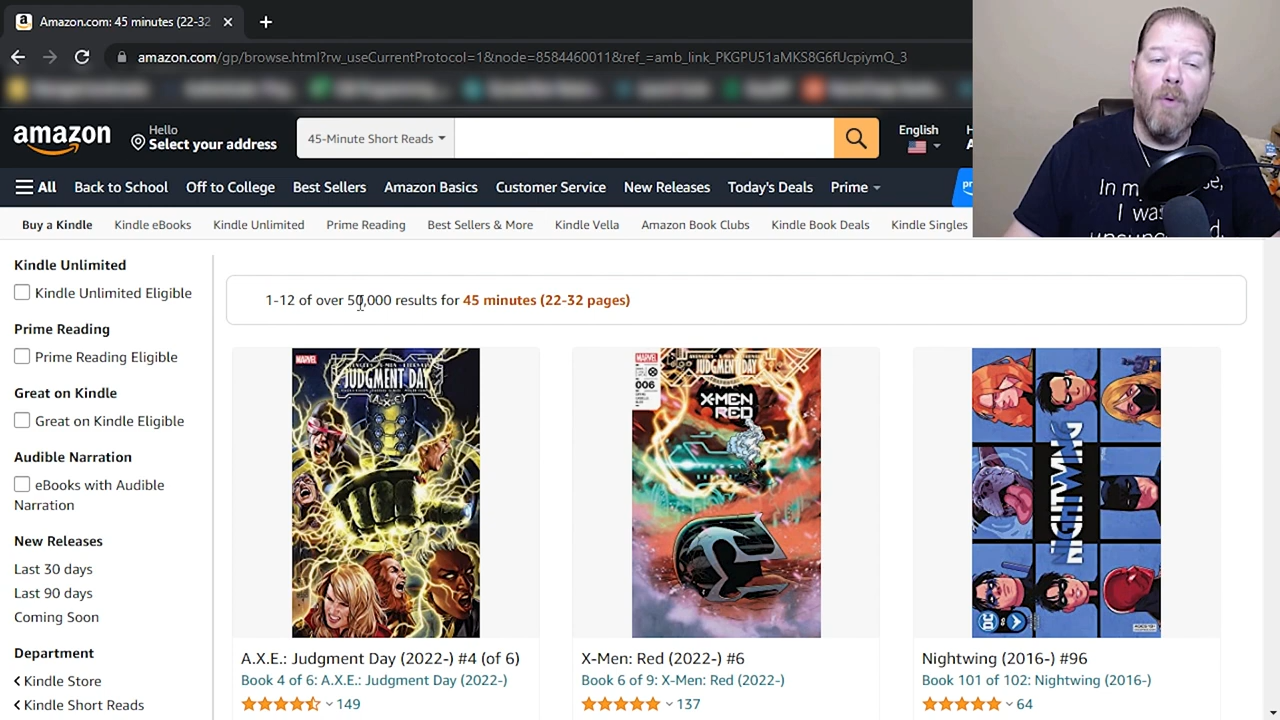 Amazon.com: 45 minutes (22-32
amazon.com/gp/browse.html?rw_useCurrentProtocol=1&node=8584460011&ref_=amb_link_PKGPU51aMKS8G6fUcpiymQ_3
amazon
Hello
Select your address
45-Minute Short Reads
English
All
Back to School
Off to College
Best Sellers
Amazon Basics
Customer Service
New Releases
Today's Deals
Prime
In my
I was
Buy a Kindle
Kindle eBooks
Kindle Unlimited
Prime Reading
Best Sellers & More
Kindle Vella
Amazon Book Clubs
Kindle Book Deals
Kindle Singles
Kindle Unlimited
Kindle Unlimited Eligible
Prime Reading
Prime Reading Eligible
Great on Kindle
Great on Kindle Eligible
Audible Narration
eBooks with Audible
Narration
New Releases
Last 30 days
Last 90 days
Coming Soon
Department
Kindle Store
Kindle Short Reads
1-12 of over 50,000 results for 45 minutes (22-32 pages)
MARVEL
JUDGMENT DAY
A.X.E.: Judgment Day (2022-) #4 (of 6)
Book 4 of 6: A.X.E.: Judgment Day (2022-)
149
MARVEL
006
JUDGMENT DAY
X-MEN
RED
X-Men: Red (2022-) #6
Book 6 of 9: X-Men: Red (2022-)
137
NIGHTWING
DC
Nightwing (2016-) #96
Book 101 of 102: Nightwing (2016-)
64